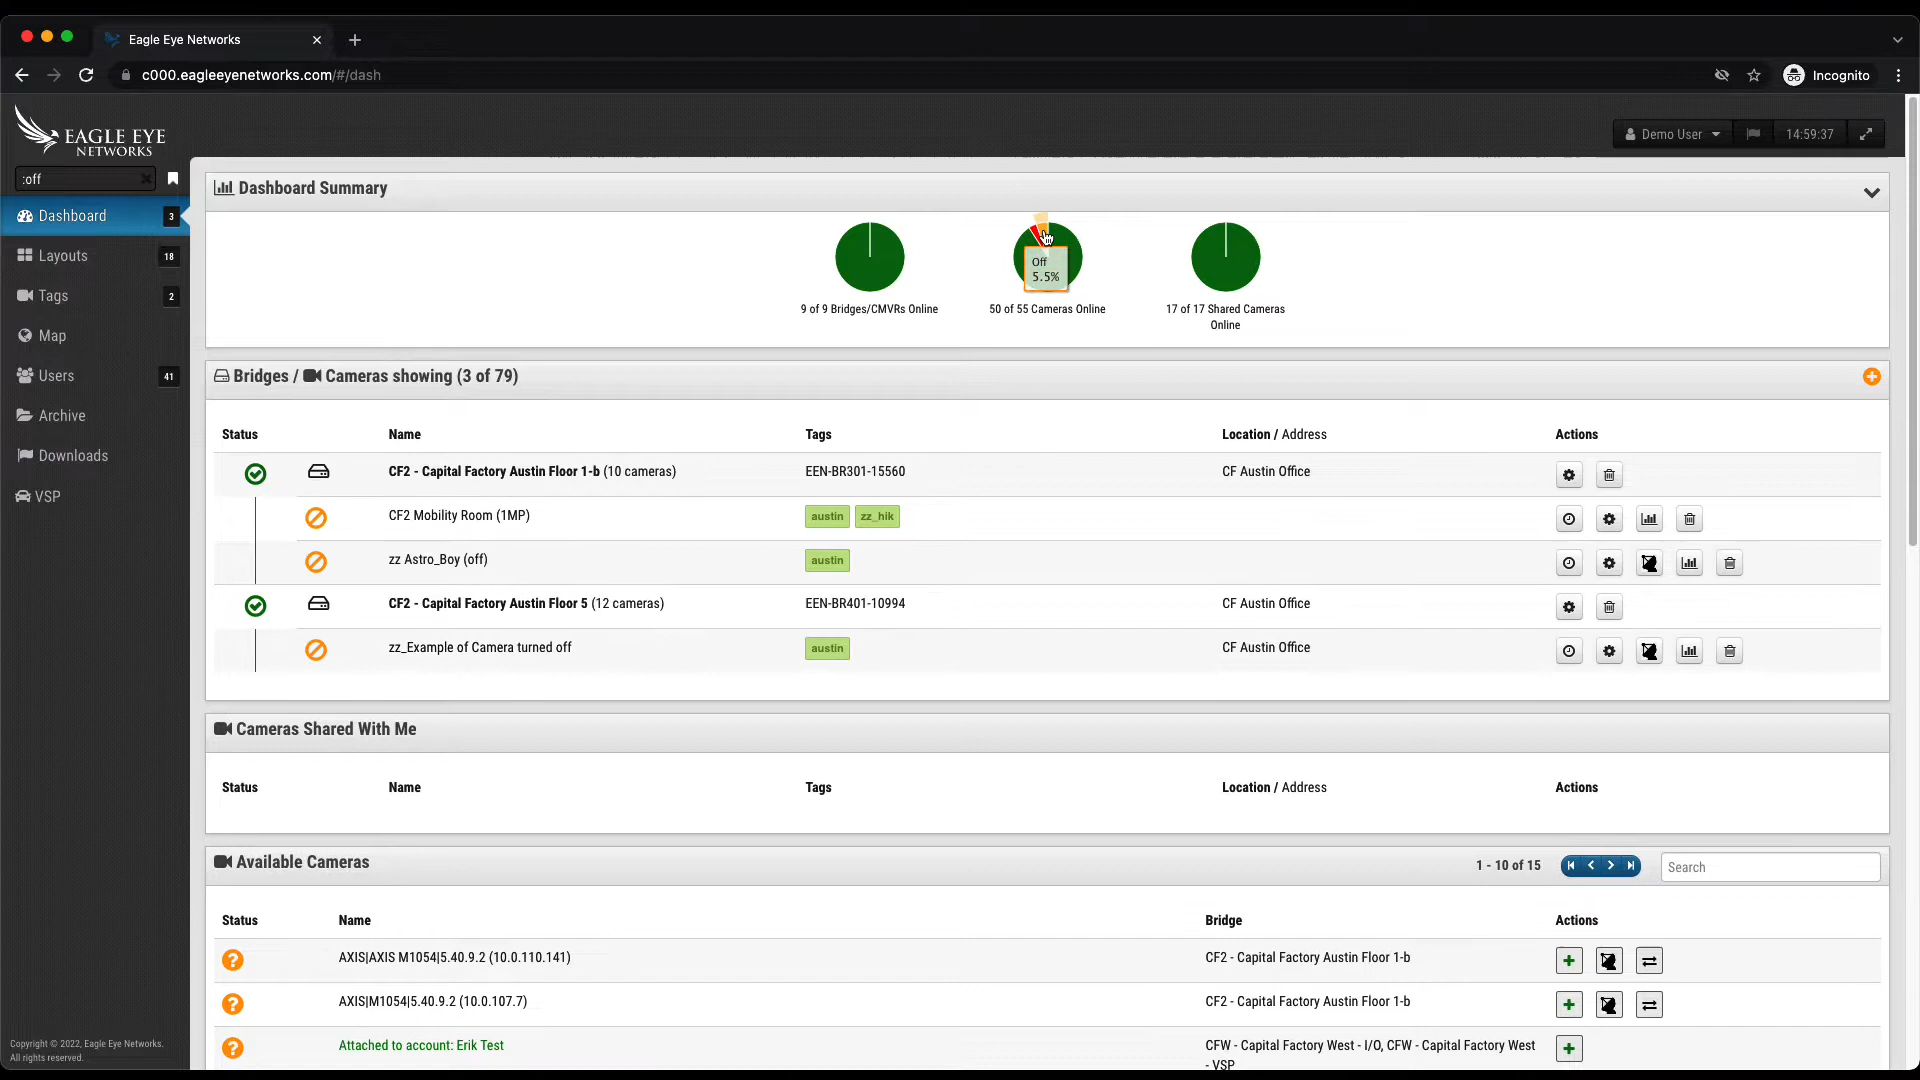 Eagle Eye Networks
c000.eagleeyenetworks.com/#/dash
Incognito
EAGLE EYE
NETWORKS
Demo User
14:59:37
:off
Dashboard 3
Layouts 18
Tags 2
Map
Users 41
Archive
Downloads
VSP
Copyright © 2022, Eagle Eye Networks.
All rights reserved.
Dashboard Summary
Off
5.5%
9 of 9 Bridges/CMVRs Online
50 of 55 Cameras Online
17 of 17 Shared Cameras
Online
Bridges / Cameras showing (3 of 79)
Status Name Tags Location / Address Actions
CF2 - Capital Factory Austin Floor 1-b (10 cameras) EEN-BR301-15560 CF Austin Office
CF2 Mobility Room (1MP) austin zz_hik
zz Astro_Boy (off) austin
CF2 - Capital Factory Austin Floor 5 (12 cameras) EEN-BR401-10994 CF Austin Office
zz_Example of Camera turned off austin CF Austin Office
Cameras Shared With Me
Status Name Tags Location / Address Actions
Available Cameras 1 - 10 of 15 Search
Status Name Bridge Actions
AXIS|AXIS M1054|5.40.9.2 (10.0.110.141) CF2 - Capital Factory Austin Floor 1-b
AXIS|M1054|5.40.9.2 (10.0.107.7) CF2 - Capital Factory Austin Floor 1-b
Attached to account: Erik Test CFW - Capital Factory West - I/O, CFW - Capital Factory West
- VSP